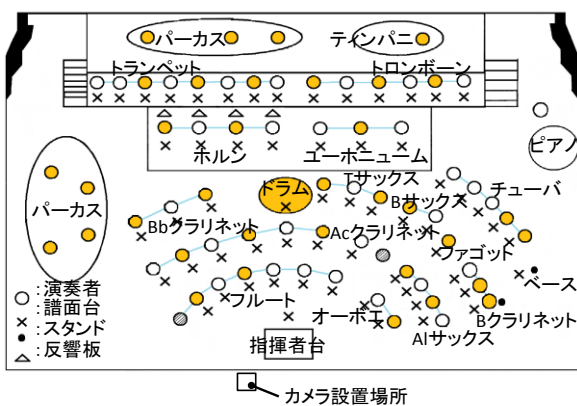 パーカス
ティンパニ
トランペット
トロンボーン
ホルン
ユーホニューム
ピアノ
ドラム
Tサックス
Bサックス
チューバ
パーカス
Bbクラリネット
Acクラリネット
ファゴット
ベース
フルート
オーボエ
Bクラリネット
Alサックス
指揮者台
:演奏者
:譜面台
:スタンド
:反響板
カメラ設置場所